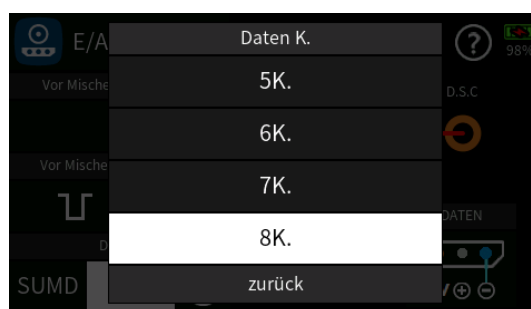 E/A
Daten K.
?
98%
Vor Mische
5K.
D.S.C
6K.
Vor Mische
7K.
DATEN
D
8K.
SUMD
zurück